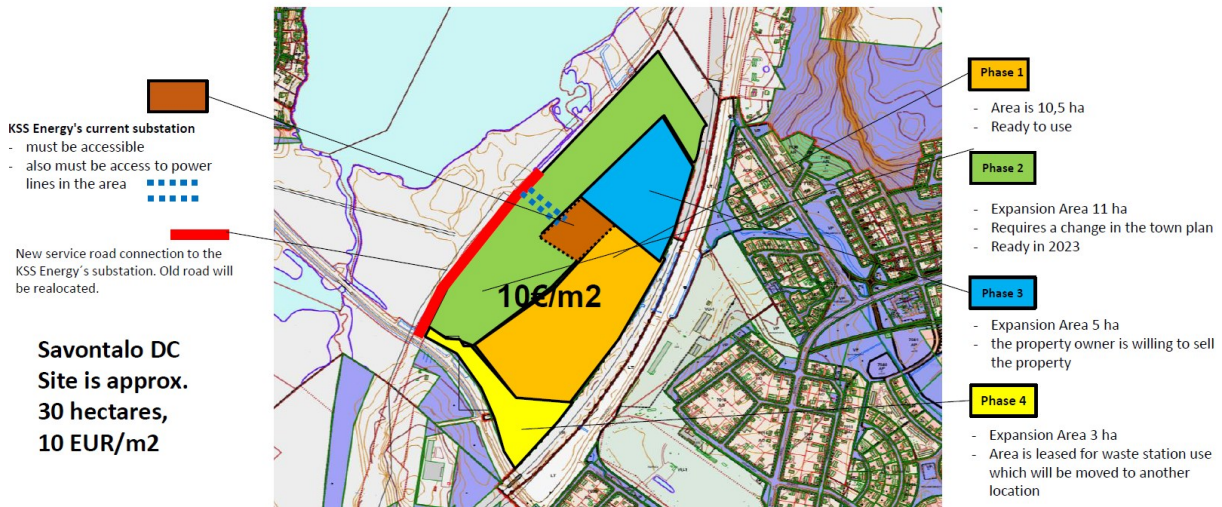 KSS Energy's current substation
- must be accessible
- also must be access to power
lines in the area
New service road connection to the
KSS Energy´s substation. Old road will
be realocated.
Savontalo DC
Site is approx.
30 hectares,
10 EUR/m2
10€/m2
Phase 1
- Area is 10,5 ha
- Ready to use
Phase 2
- Expansion Area 11 ha
- Requires a change in the town plan
- Ready in 2023
Phase 3
- Expansion Area 5 ha
- the property owner is willing to sell
the property
Phase 4
- Expansion Area 3 ha
- Area is leased for waste station use
which will be moved to another
location